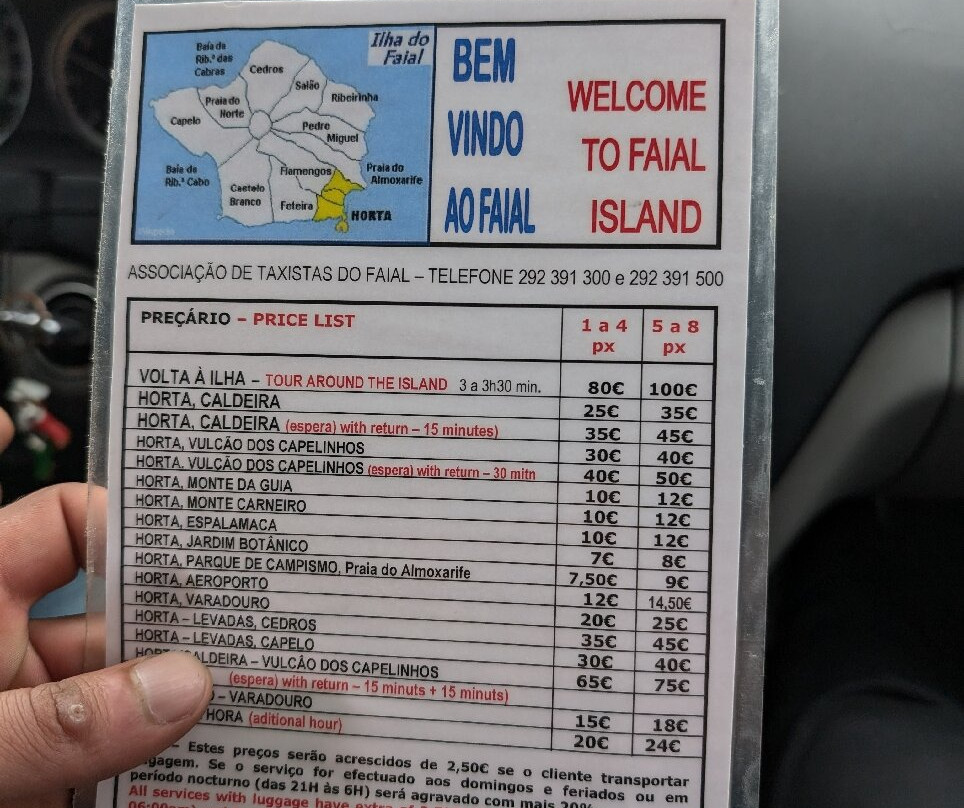 Ilha do
Faial
Baía da
Rib.ª das
Cabras
Cedros
Salão
Ribeirinha
Praia do
Norte
Capelo
Pedro
Miguel
Baía da
Rib.ª Cabo
Flamengos
Praia do
Almoxarife
Castelo
Branco
Feteira
HORTA
BEM
VINDO
AO FAIAL
WELCOME
TO FAIAL
ISLAND
ASSOCIAÇÃO DE TAXISTAS DO FAIAL – TELEFONE 292 391 300 e 292 391 500
PREÇÁRIO – PRICE LIST 1 a 4 px 5 a 8 px
VOLTA À ILHA – TOUR AROUND THE ISLAND 3 a 3h30 min. 80€ 100€
HORTA, CALDEIRA 25€ 35€
HORTA, CALDEIRA (espera) with return – 15 minutes) 35€ 45€
HORTA, VULCÃO DOS CAPELINHOS 30€ 40€
HORTA. VULCÃO DOS CAPELINHOS (espera) with return – 30 mitn 40€ 50€
HORTA, MONTE DA GUIA 10€ 12€
HORTA, MONTE CARNEIRO 10€ 12€
HORTA, ESPALAMACA 10€ 12€
HORTA, JARDIM BOTÂNICO 7€ 8€
HORTA, PARQUE DE CAMPISMO, Praia do Almoxarife 7,50€ 9€
HORTA, AEROPORTO 12€ 14,50€
HORTA, VARADOURO 20€ 25€
HORTA – LEVADAS, CEDROS 35€ 45€
HORTA – LEVADAS, CAPELO 30€ 40€
ALDEIRA – VULCÃO DOS CAPELINHOS 65€ 75€
(espera) with return – 15 minuts + 15 minuts)
– VARADOURO 15€ 18€
HORA (aditional hour) 20€ 24€
– Estes preços serão acrescidos de 2,50€ se o cliente transportar
Se o serviço for efectuado aos domingos e feriados ou em
período nocturno (das 21H às 6H) será agravado com mais 20%
All services with luggage have